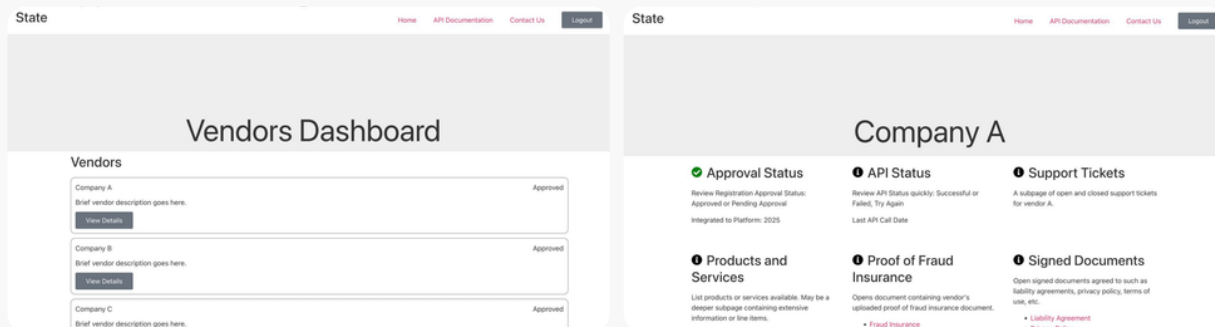 State
Home API Documentation Contact Us Logout
Vendors Dashboard
Vendors
Company A Approved
Brief vendor description goes here.
View Details
Company B Approved
Brief vendor description goes here.
View Details
Company C Approved
Brief vendor description goes here.
State
Home API Documentation Contact Us Logout
Company A
Approval Status
Review Registration Approval Status:
Approved or Pending Approval
Integrated to Platform: 2025
API Status
Review API Status quickly: Successful or
Failed, Try Again
Last API Call Date
Support Tickets
A subpage of open and closed support tickets
for vendor A.
Products and
Services
List products or services available. May be a
deeper subpage containing extensive
information or line items.
Proof of Fraud
Insurance
Opens document containing vendor's
uploaded proof of fraud insurance document.
Fraud Insurance
Signed Documents
Open signed documents agreed to such as
liability agreements, privacy policy, terms of
use, etc.
Liability Agreement